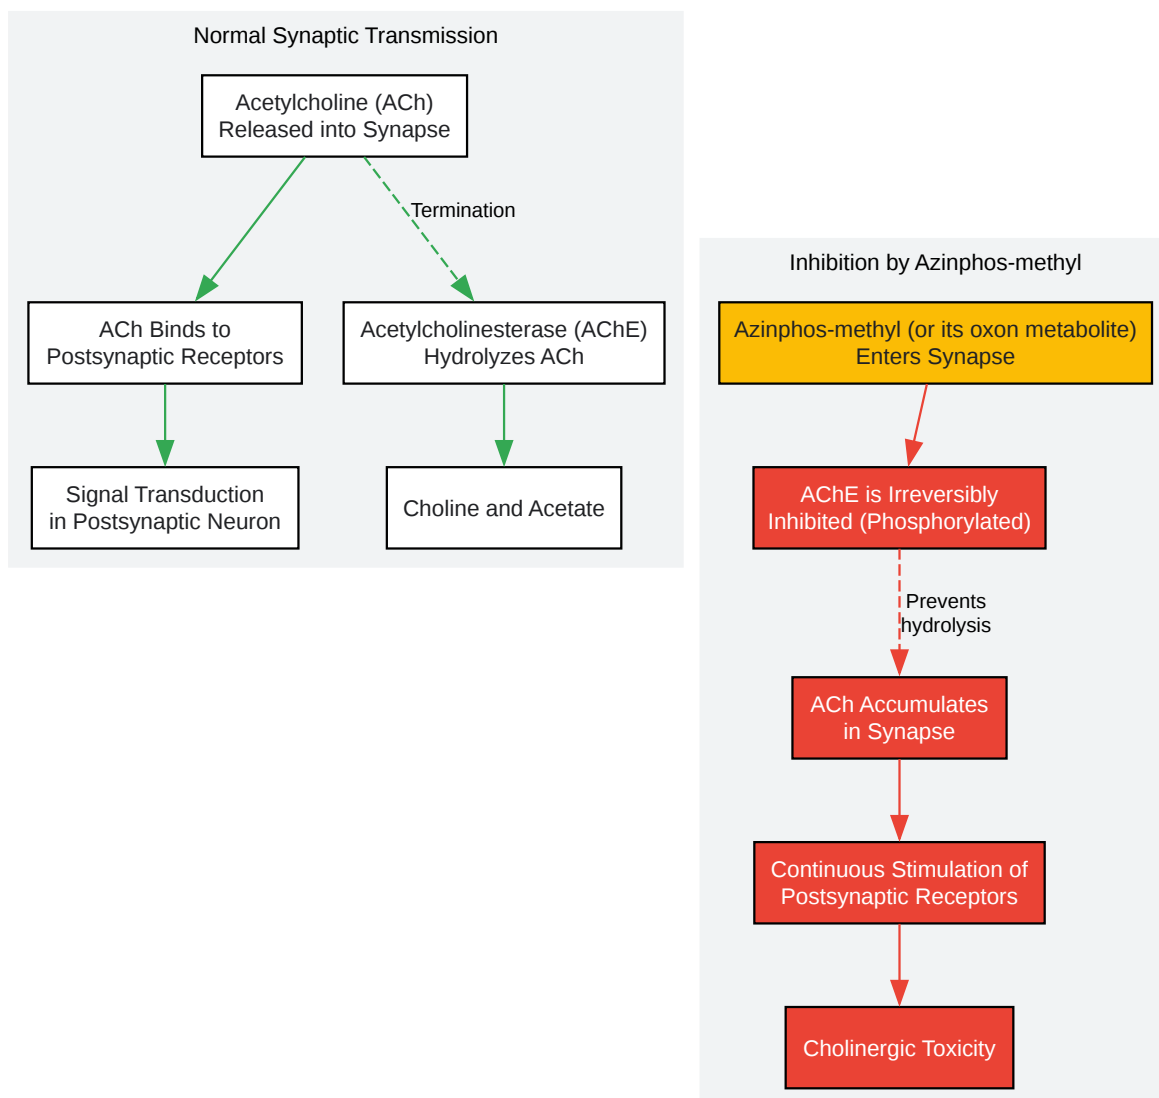 Normal Synaptic Transmission
Acetylcholine (ACh)
Released into Synapse
Termination
ACh Binds to
Postsynaptic Receptors
Acetylcholinesterase (AChE)
Hydrolyzes ACh
Signal Transduction
in Postsynaptic Neuron
Choline and Acetate
Inhibition by Azinphos-methyl
Azinphos-methyl (or its oxon metabolite)
Enters Synapse
AChE is Irreversibly
Inhibited (Phosphorylated)
Prevents
hydrolysis
ACh Accumulates
in Synapse
Continuous Stimulation of
Postsynaptic Receptors
Cholinergic Toxicity